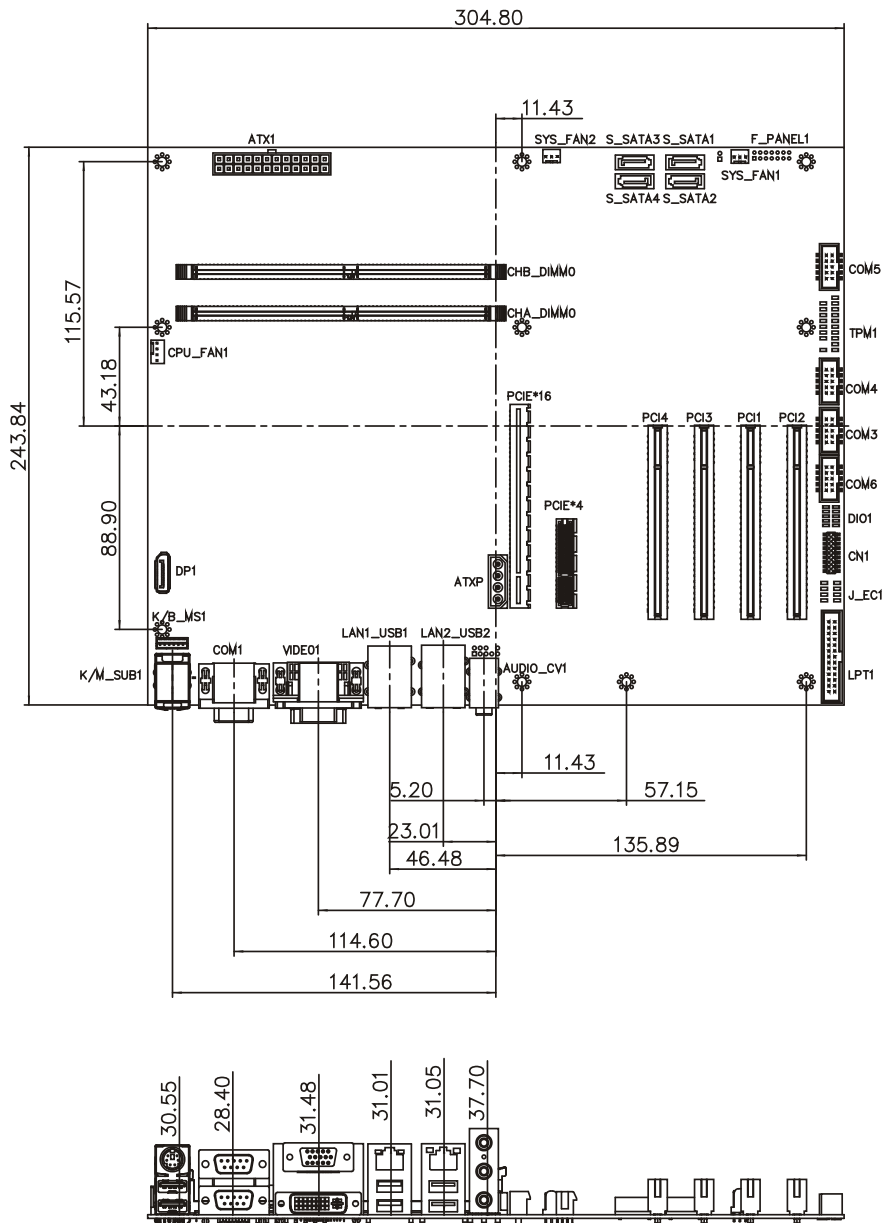 304.80
11.43
ATX1
SYS_FAN2
S_SATA3
S_SATA1
F_PANEL1
SYS_FAN1
S_SATA4
S_SATA2
CHB_DIMM0
COM5
CHA_DIMM0
TPM1
115.57
CPU_FAN1
43.18
COM4
PCIE*16
PCI4
PCI3
PCI1
PCI2
COM3
243.84
COM6
88.90
PCIE*4
DIO1
CN1
DP1
ATXP
J_EC1
K/B_MS1
K/M_SUB1
COM1
VIDEO1
LAN1_USB1
LAN2_USB2
AUDIO_CV1
LPT1
11.43
5.20
57.15
23.01
135.89
46.48
77.70
114.60
141.56
30.55
28.40
31.48
31.01
31.05
37.70